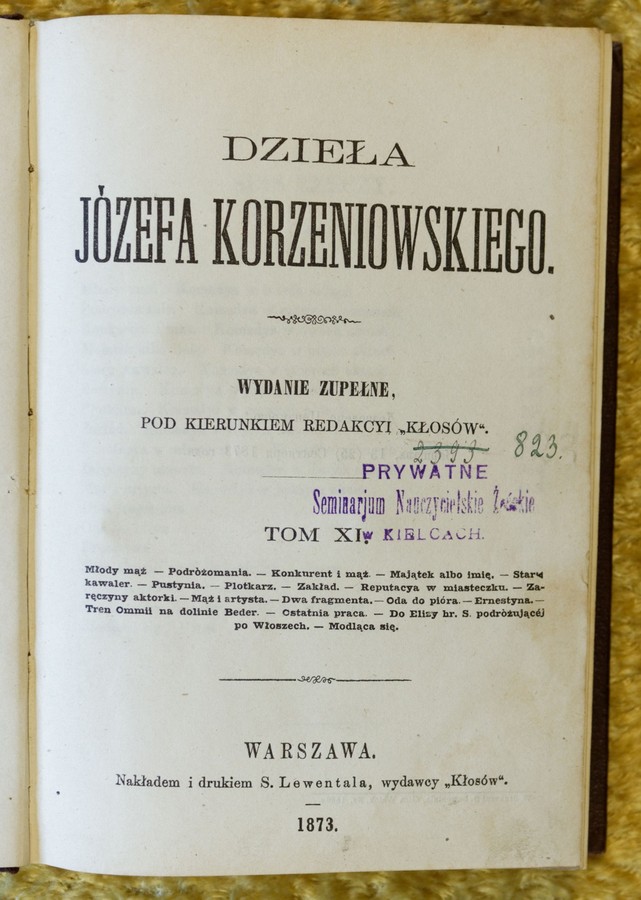 DZIEŁA
JÓZEFA KORZENIOWSKIEGO.
WYDANIE ZUPEŁNE,
POD KIERUNKIEM REDAKCYI „KŁOSÓW“.
2393 823.
PRYWATNE
Seminarjum Nauczycielskie Żeńskie
w KIELCACH.
TOM XI.
Młody mąż — Podróżomania. — Konkurent i mąż. — Majątek albo imię. — Stary
kawaler. — Pustynia. — Plotkarz. — Zakład. — Reputacya w miasteczku. — Za-
ręczyny aktorki. — Mąż i artysta. — Dwa fragmenta. — Oda do pióra. — Ernestyna. —
Tren Ommii na dolinie Beder. — Ostatnia praca. — Do Elizy hr. S. podróżującéj
po Włoszech. — Modląca się.
WARSZAWA.
Nakładem i drukiem S. Lewentala, wydawcy „Kłosów“.
1873.